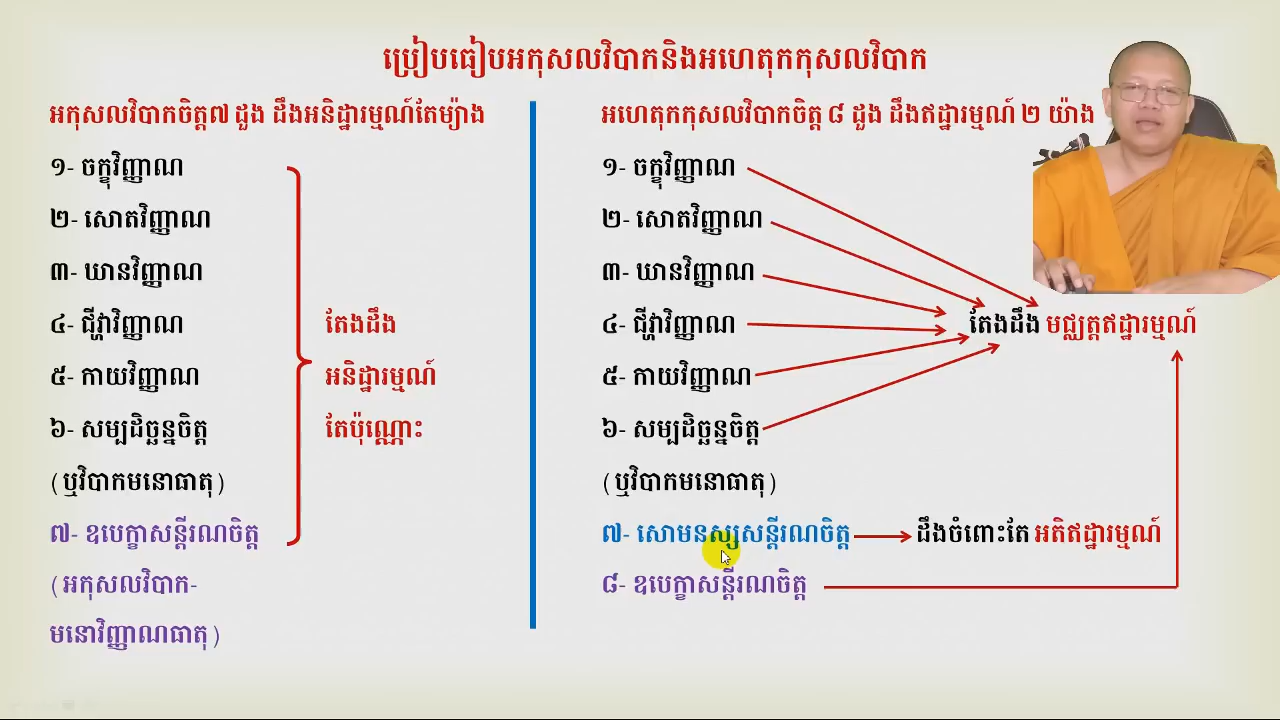 ប្រៀបធៀបអកុសលវិបាកនិងអហេតុកកុសលវិបាក
អកុសលវិបាកចិត្ត៧ ដួង ដឹងអនិដ្ឋារម្មណ៍តែម៉្យាង
១- ចក្ខុវិញ្ញាណ
២- សោតវិញ្ញាណ
៣- ឃានវិញ្ញាណ
៤- ជីវ្ហាវិញ្ញាណ
៥- កាយវិញ្ញាណ
៦- សម្បដិច្ឆន្នចិត្ត
(ឬវិបាកមនោធាតុ)
៧- ឧបេក្ខាសន្តីរណចិត្ត
(អកុសលវិបាក-
មនោវិញ្ញាណធាតុ)
តែងដឹង
អនិដ្ឋារម្មណ៍
តែប៉ុណ្ណោះ
អហេតុកកុសលវិបាកចិត្ត ៨ ដួង ដឹងឥដ្ឋារម្មណ៍ ២ យ៉ាង
១- ចក្ខុវិញ្ញាណ
២- សោតវិញ្ញាណ
៣- ឃានវិញ្ញាណ
៤- ជីវ្ហាវិញ្ញាណ
៥- កាយវិញ្ញាណ
៦- សម្បដិច្ឆន្នចិត្ត
(ឬវិបាកមនោធាតុ)
តែងដឹង មជ្ឈត្តឥដ្ឋារម្មណ៍
៧- សោមនស្សសន្តីរណចិត្ត ដឹងចំពោះតែ អតិឥដ្ឋារម្មណ៍
៨- ឧបេក្ខាសន្តីរណចិត្ត